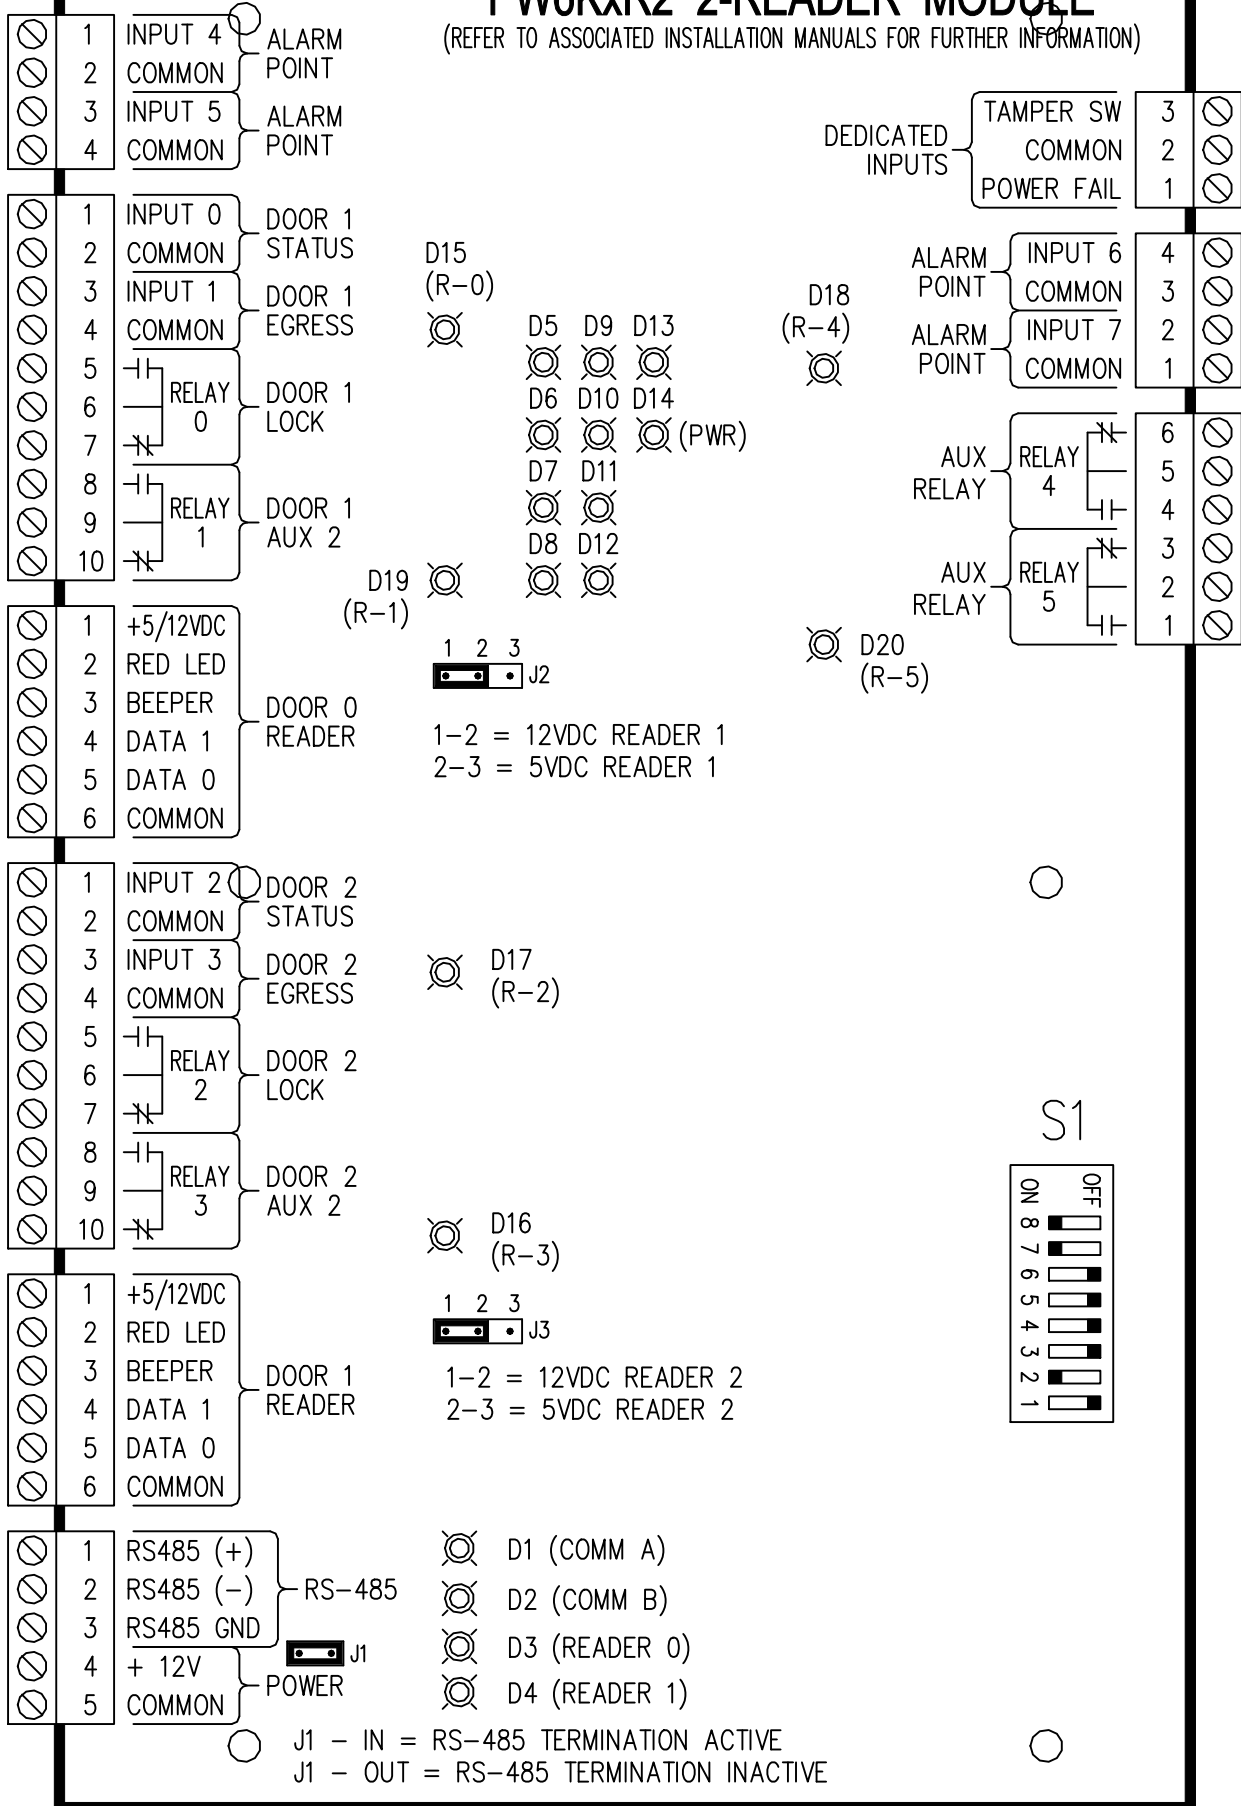 2-READER MODULE
(REFER TO ASSOCIATED INSTALLATION MANUALS FOR FURTHER INFORMATION)
1 INPUT 4
2 COMMON
ALARM
POINT
3 INPUT 5
4 COMMON
ALARM
POINT
1 INPUT 0
2 COMMON
DOOR 1
STATUS
3 INPUT 1
4 COMMON
DOOR 1
EGRESS
5
6
7
RELAY
0
DOOR 1
LOCK
8
9
10
RELAY
1
DOOR 1
AUX 2
1 +5/12VDC
2 RED LED
3 BEEPER
4 DATA 1
5 DATA 0
6 COMMON
DOOR 0
READER
1 INPUT 2
2 COMMON
DOOR 2
STATUS
3 INPUT 3
4 COMMON
DOOR 2
EGRESS
5
6
7
RELAY
2
DOOR 2
LOCK
8
9
10
RELAY
3
DOOR 2
AUX 2
1 +5/12VDC
2 RED LED
3 BEEPER
4 DATA 1
5 DATA 0
6 COMMON
DOOR 1
READER
1 RS485 (+)
2 RS485 (-)
3 RS485 GND
RS-485
4 + 12V
5 COMMON
POWER
J1
D15
(R-0)
D5 D9 D13
D6 D10 D14
(PWR)
D7 D11
D8 D12
D19
(R-1)
D18
(R-4)
D20
(R-5)
1 2 3
J2
1-2 = 12VDC READER 1
2-3 = 5VDC READER 1
D17
(R-2)
D16
(R-3)
1 2 3
J3
1-2 = 12VDC READER 2
2-3 = 5VDC READER 2
D1 (COMM A)
D2 (COMM B)
D3 (READER 0)
D4 (READER 1)
J1 - IN = RS-485 TERMINATION ACTIVE
J1 - OUT = RS-485 TERMINATION INACTIVE
DEDICATED
INPUTS
TAMPER SW 3
COMMON 2
POWER FAIL 1
ALARM
POINT
INPUT 6 4
COMMON 3
ALARM
POINT
INPUT 7 2
COMMON 1
AUX
RELAY
RELAY
4
6
5
4
AUX
RELAY
RELAY
5
3
2
1
S1
ON OFF
8
7
6
5
4
3
2
1